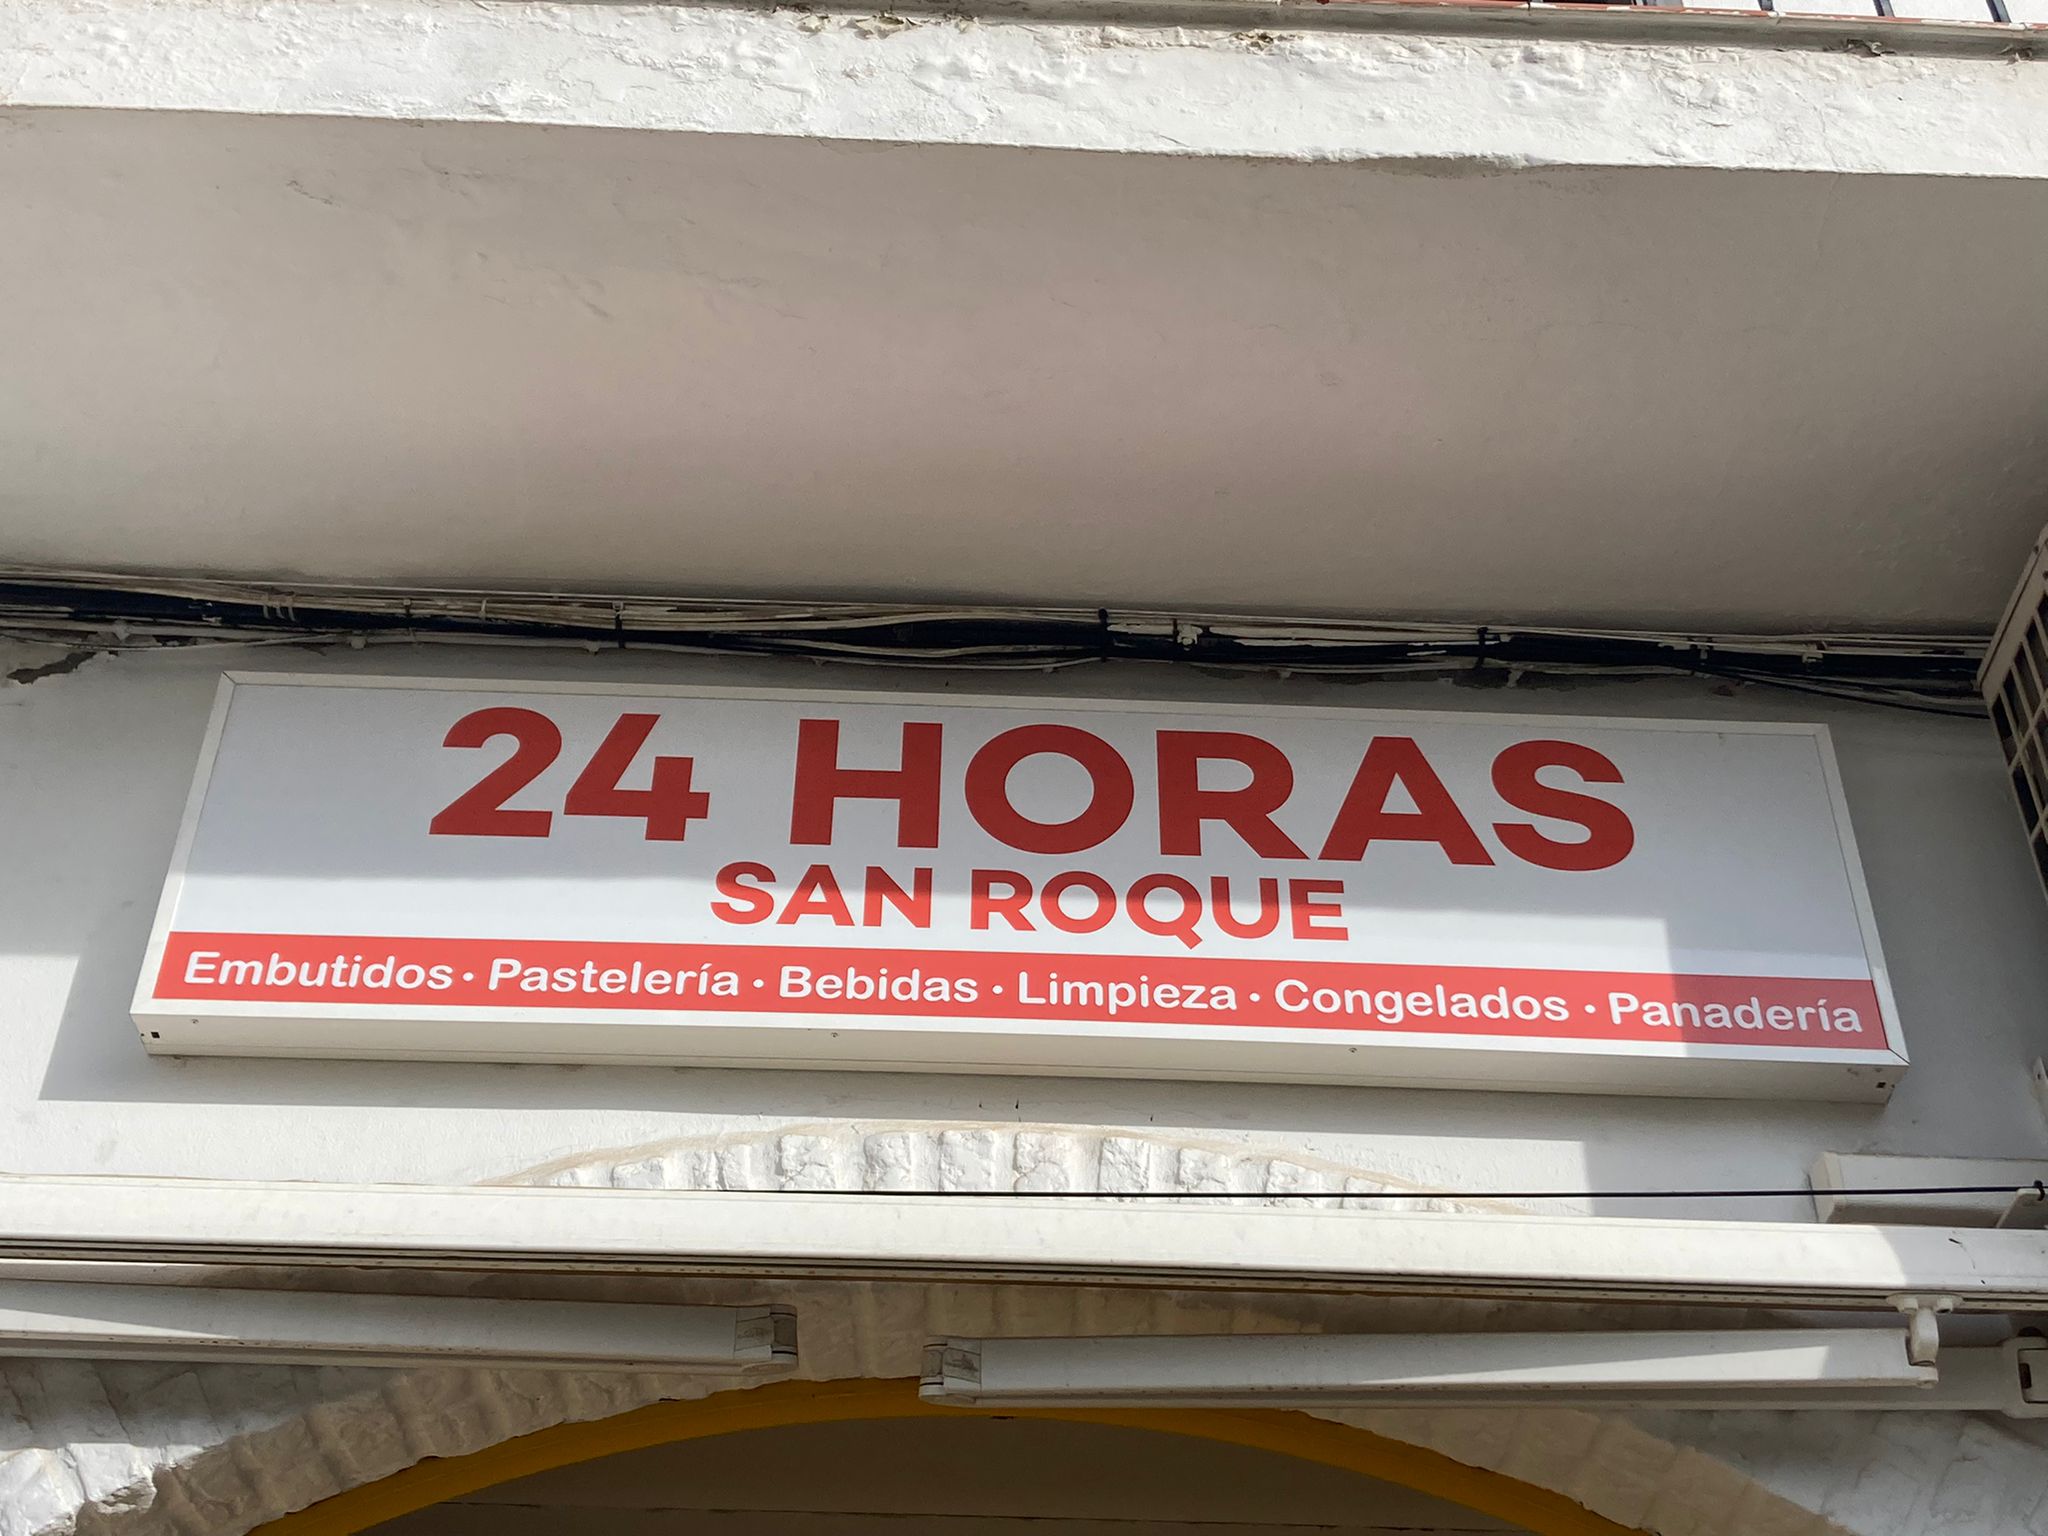 24 HORAS
SAN ROQUE
Embutidos · Pastelería · Bebidas · Limpieza · Congelados · Panadería